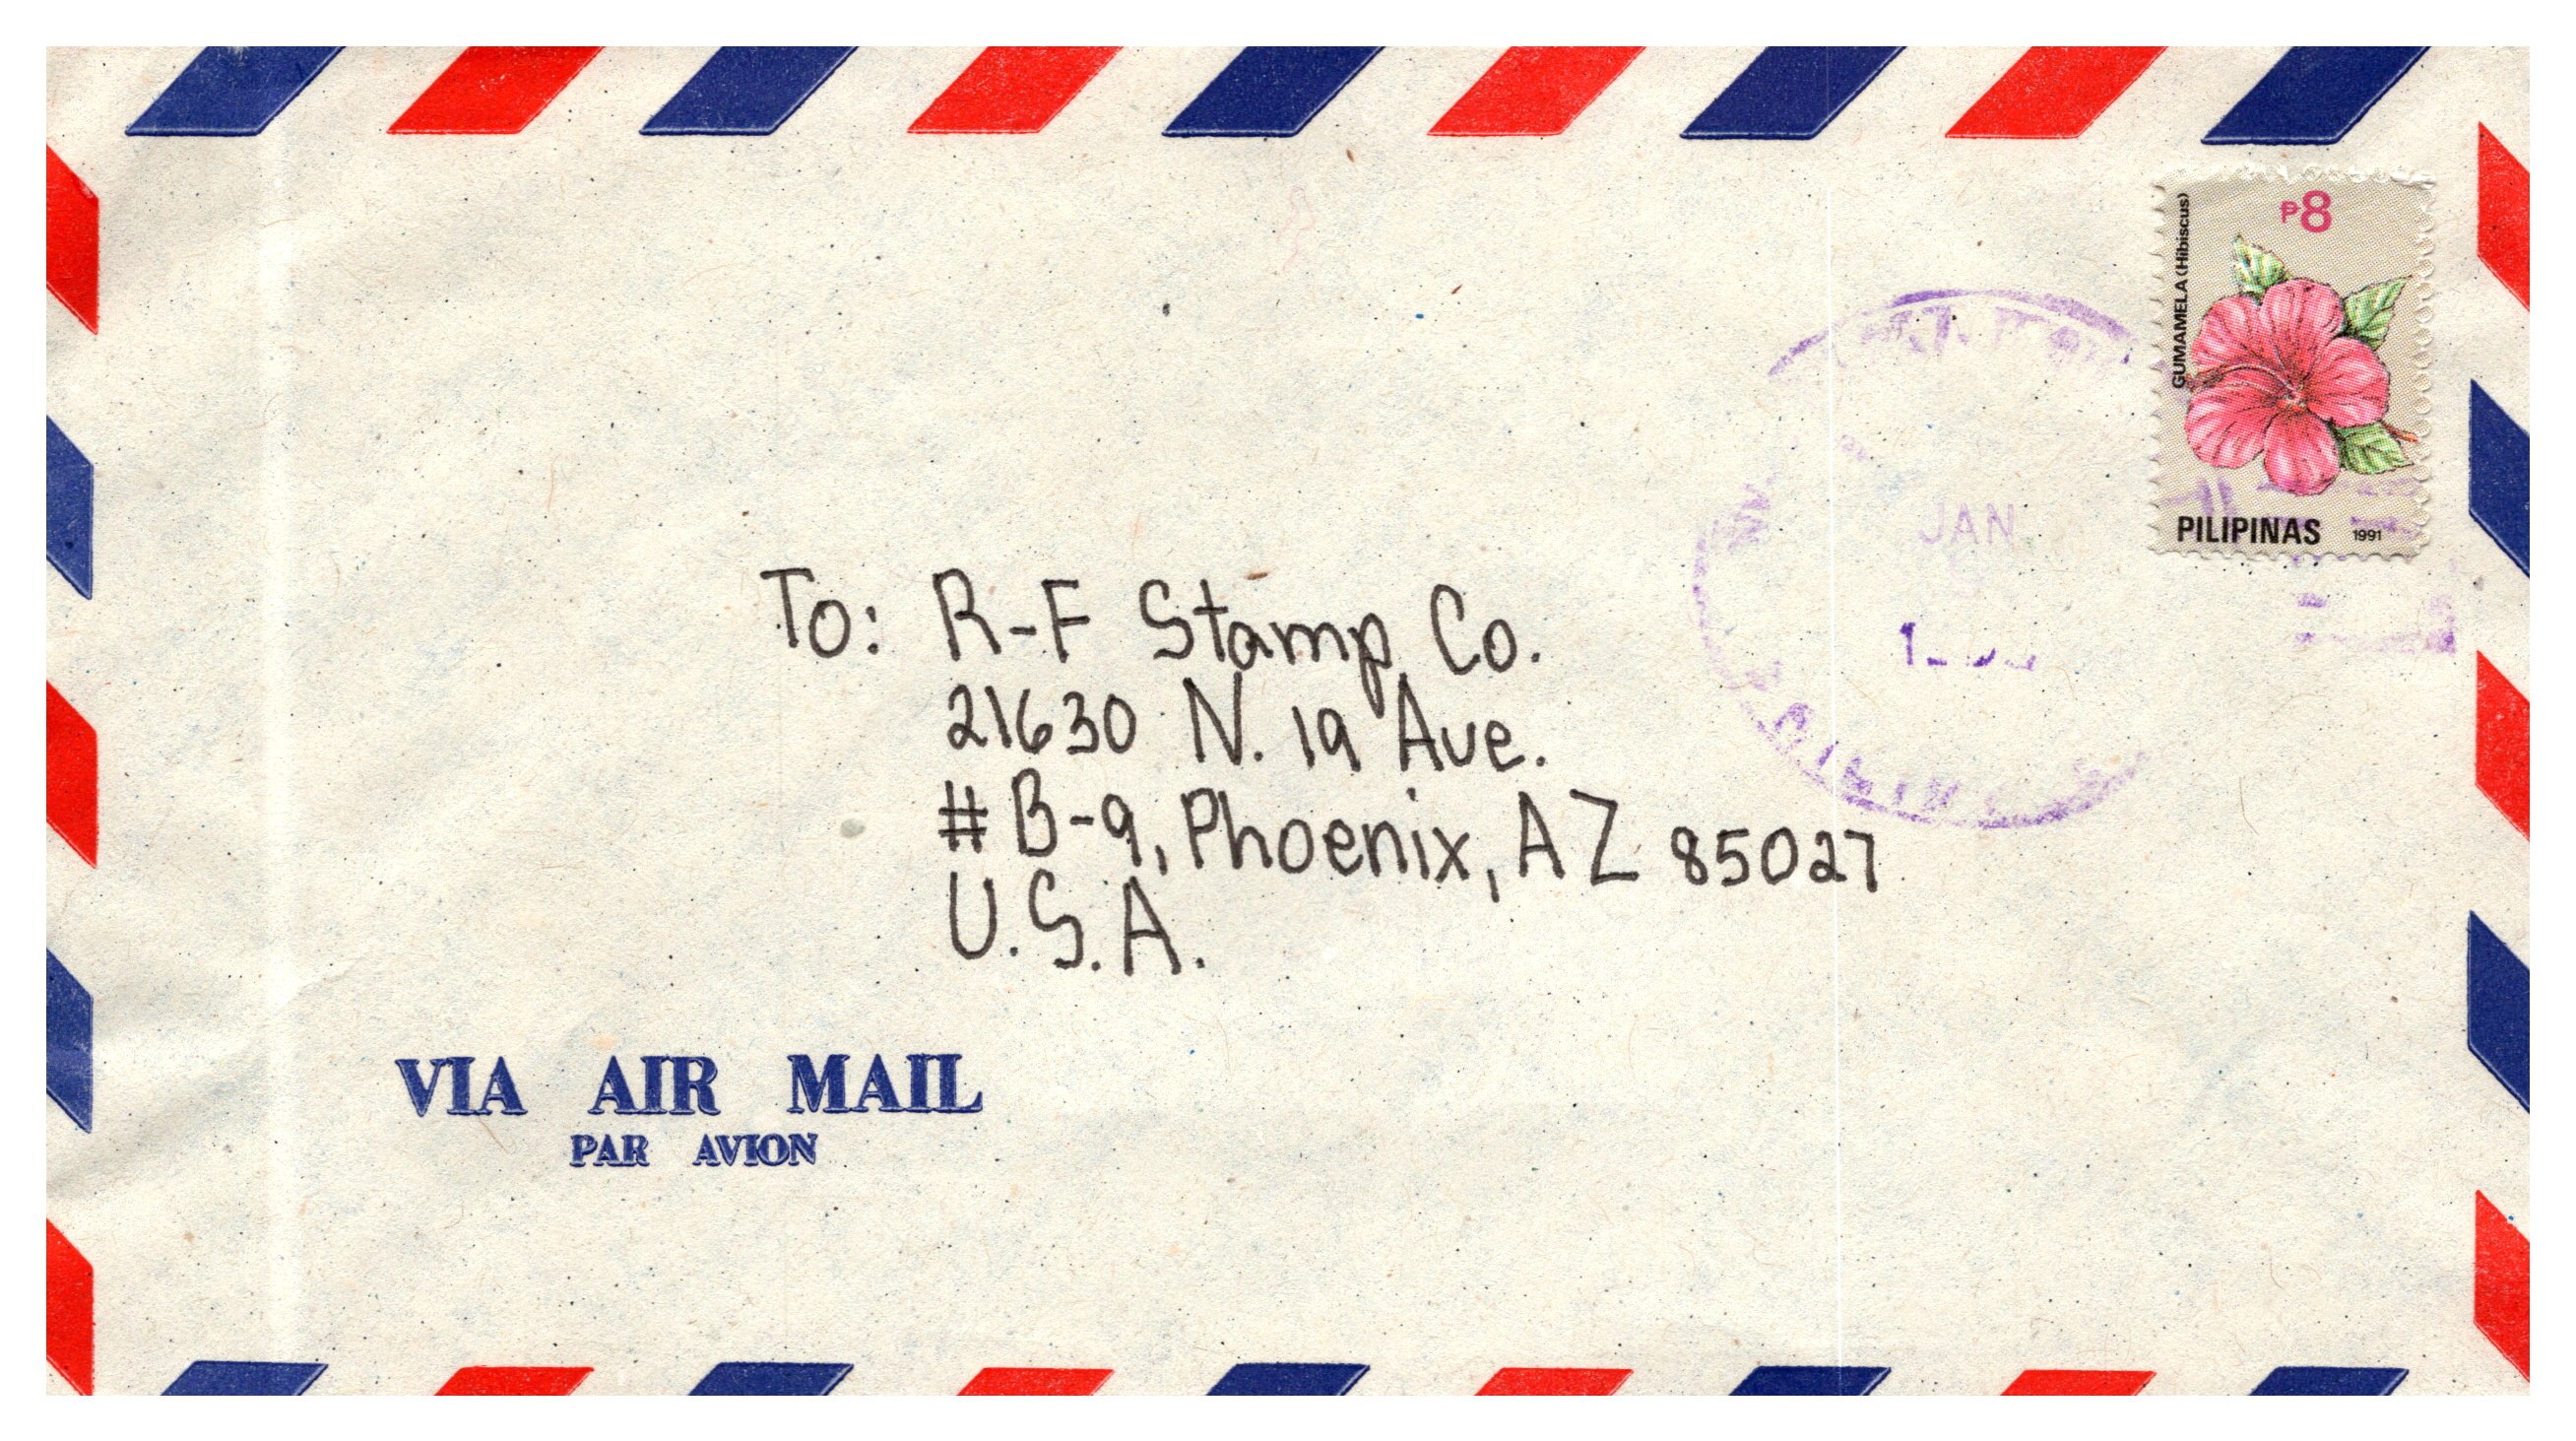 ₱8
GUMAMELA (Hibiscus)
PILIPINAS 1991
JAN
To: R-F Stamp Co.
21630 N. 19 Ave.
# B-9, Phoenix, AZ 85027
U.S.A.
VIA AIR MAIL
PAR AVION